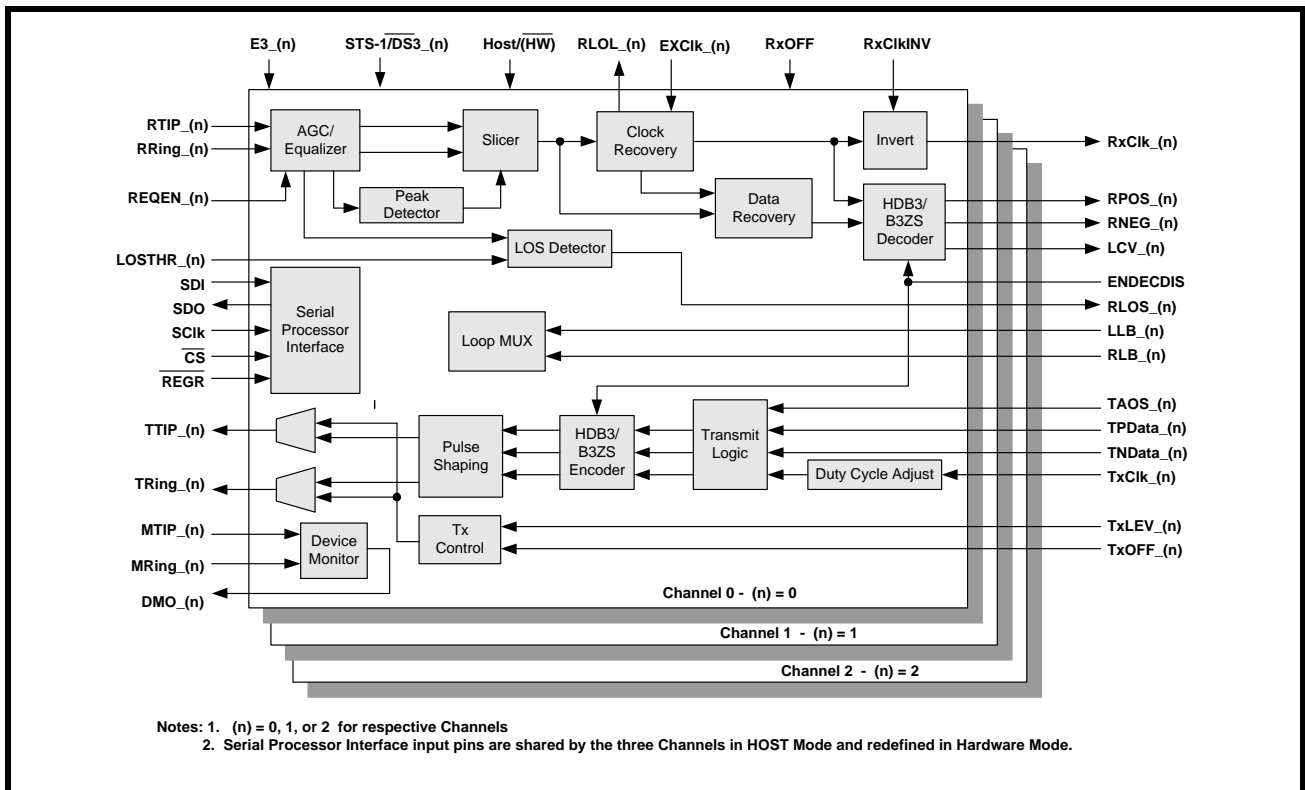 E3_(n)
STS-1/DS3_(n)
Host/(HW)
RLOL_(n)
EXClk_(n)
RxOFF
RxClkINV
RTIP_(n)
RRing_(n)
REQEN_(n)
LOSTHR_(n)
SDI
SDO
SClk
CS
REGR
TTIP_(n)
TRing_(n)
MTIP_(n)
MRing_(n)
DMO_(n)
AGC/
Equalizer
Peak
Detector
Slicer
LOS Detector
Clock
Recovery
Data
Recovery
Invert
HDB3/
B3ZS
Decoder
Serial
Processor
Interface
Loop MUX
Pulse
Shaping
HDB3/
B3ZS
Encoder
Transmit
Logic
Duty Cycle Adjust
Tx
Control
Device
Monitor
RxClk_(n)
RPOS_(n)
RNEG_(n)
LCV_(n)
ENDECDIS
RLOS_(n)
LLB_(n)
RLB_(n)
TAOS_(n)
TPData_(n)
TNData_(n)
TxClk_(n)
TxLEV_(n)
TxOFF_(n)
Channel 0 - (n) = 0
Channel 1 - (n) = 1
Channel 2 - (n) = 2
Notes: 1. (n) = 0, 1, or 2 for respective Channels
2. Serial Processor Interface input pins are shared by the three Channels in HOST Mode and redefined in Hardware Mode.